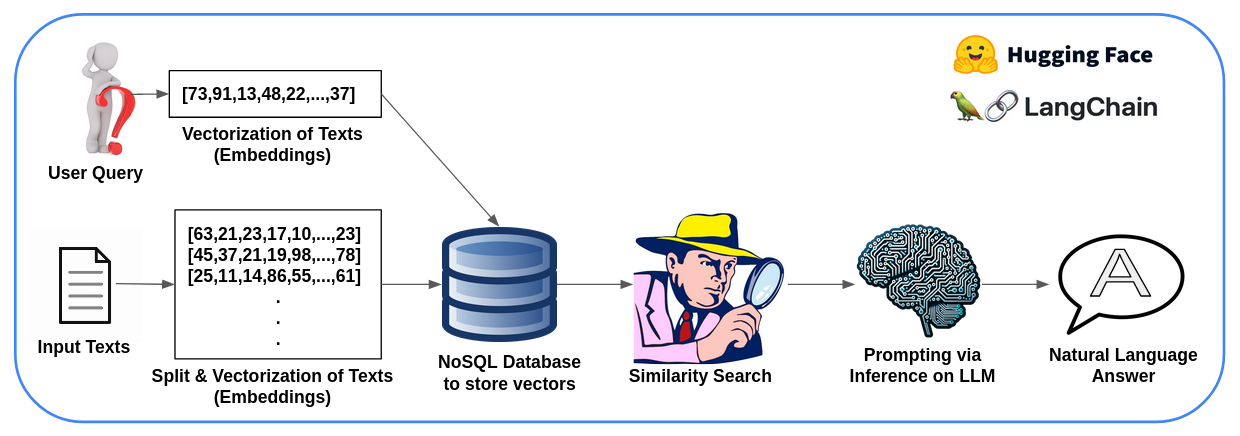 Hugging Face
LangChain
[73,91,13,48,22,...,37]
Vectorization of Texts
(Embeddings)
User Query
[63,21,23,17,10,...,23]
[45,37,21,19,98,...,78]
[25,11,14,86,55,...,61]
.
.
.
Input Texts
Split & Vectorization of Texts
(Embeddings)
NoSQL Database
to store vectors
Similarity Search
Prompting via
Inference on LLM
A
Natural Language
Answer